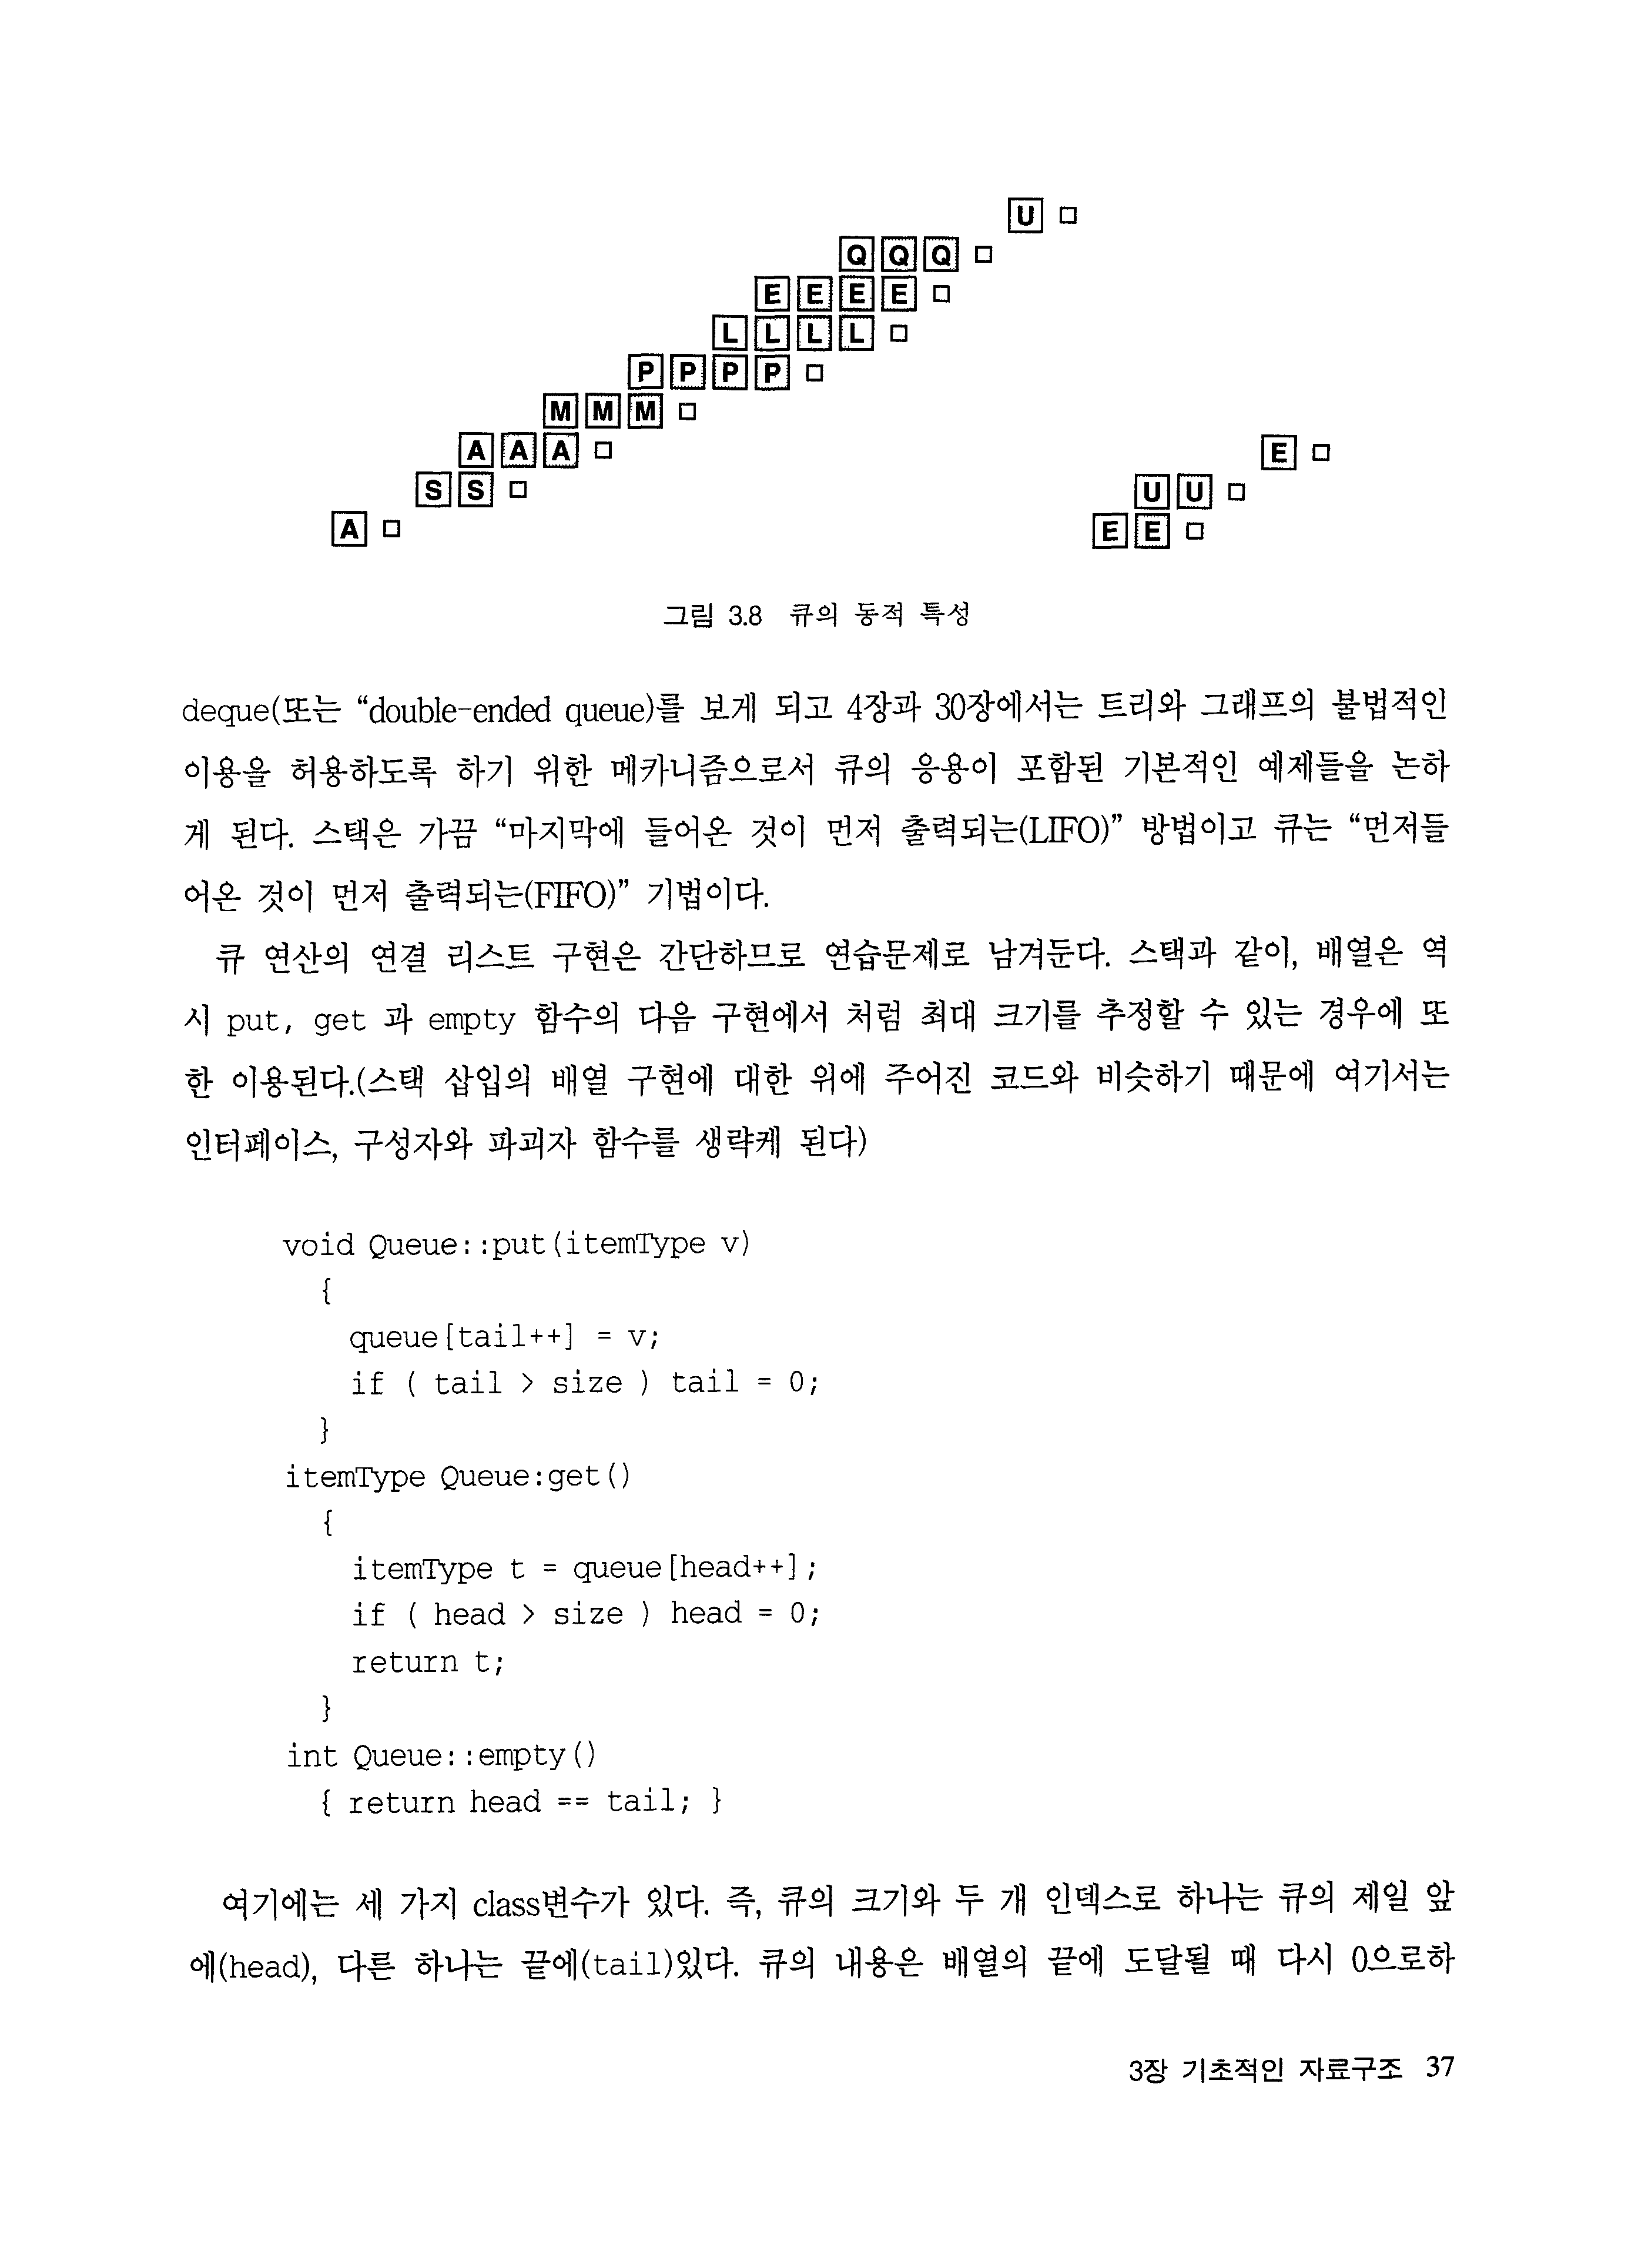 U □
Q Q Q □
E E E E □
L L L L □
P P P P □
M M M □
A A A □ E □
S S □ U U □
A □ E E □
그림 3.8 큐의 동적 특성
deque(또는 “double-ended queue)를 보게 되고 4장과 30장에서는 트리와 그래프의 불법적인
이용을 허용하도록 하기 위한 메카니즘으로서 큐의 응용이 포함된 기본적인 예제들을 논하
게 된다. 스택은 가끔 “마지막에 들어온 것이 먼저 출력되는(LIFO)” 방법이고 큐는 “먼저들
어온 것이 먼저 출력되는(FIFO)” 기법이다.
큐 연산의 연결 리스트 구현은 간단하므로 연습문제로 남겨둔다. 스택과 같이, 배열은 역
시 put, get 과 empty 함수의 다음 구현에서 처럼 최대 크기를 추정할 수 있는 경우에 또
한 이용된다.(스택 삽입의 배열 구현에 대한 위에 주어진 코드와 비슷하기 때문에 여기서는
인터페이스, 구성자와 파괴자 함수를 생략케 된다)
void Queue::put(itemType v)
{
queue[tail++] = v;
if ( tail > size ) tail = 0;
}
itemType Queue:get()
{
itemType t = queue[head++];
if ( head > size ) head = 0;
return t;
}
int Queue::empty()
{ return head == tail; }
여기에는 세 가지 class변수가 있다. 즉, 큐의 크기와 두 개 인덱스로 하나는 큐의 제일 앞
에(head), 다른 하나는 끝에(tail)있다. 큐의 내용은 배열의 끝에 도달될 때 다시 0으로하
3장 기초적인 자료구조 37